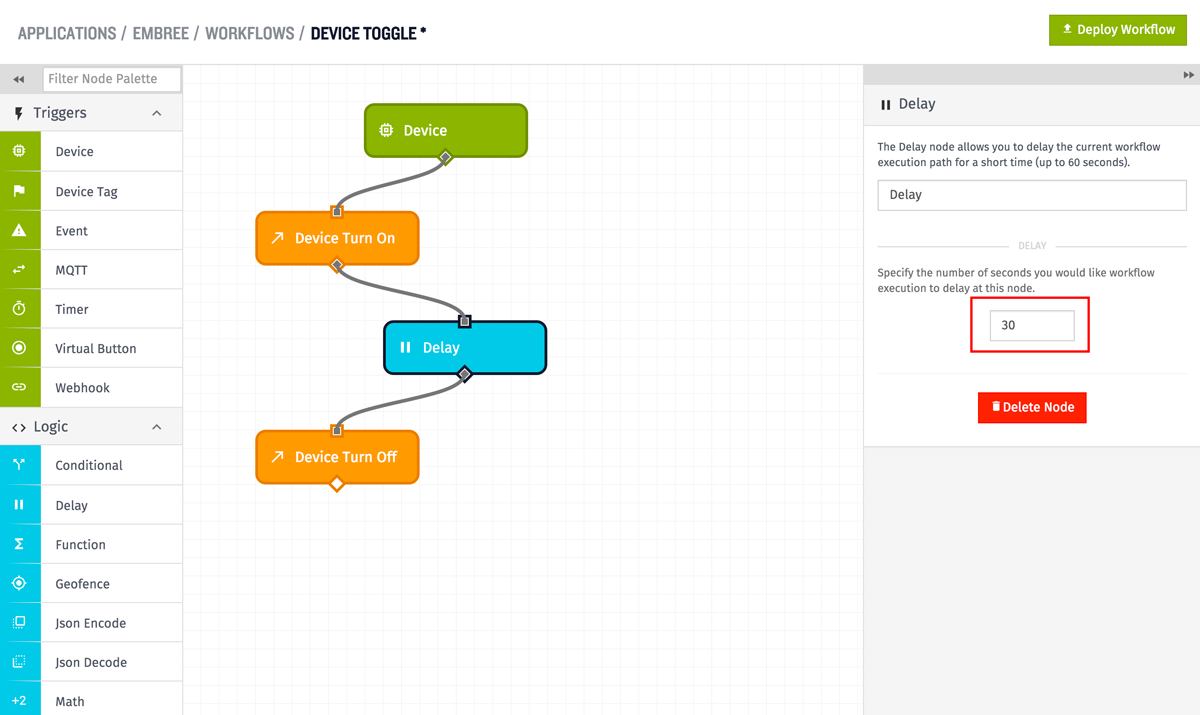 APPLICATIONS / EMBREE / WORKFLOWS / DEVICE TOGGLE *
Deploy Workflow
Filter Node Palette
Triggers
Device
Device Tag
Event
MQTT
Timer
Virtual Button
Webhook
Logic
Conditional
Delay
Function
Geofence
Json Encode
Json Decode
+2 Math
Device
Device Turn On
Delay
Device Turn Off
Delay
The Delay node allows you to delay the current workflow
execution path for a short time (up to 60 seconds).
Delay
DELAY
Specify the number of seconds you would like workflow
execution to delay at this node.
30
Delete Node